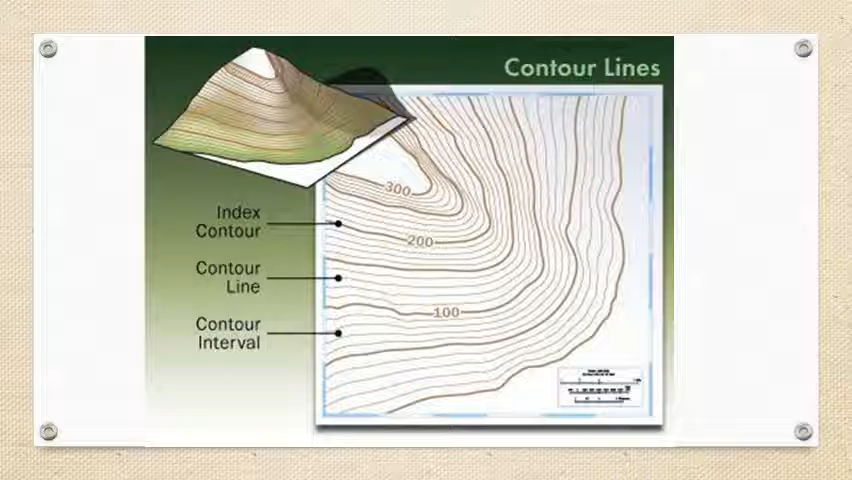 Contour Lines
300
Index
Contour
200
Contour
Line
100
Contour
Interval